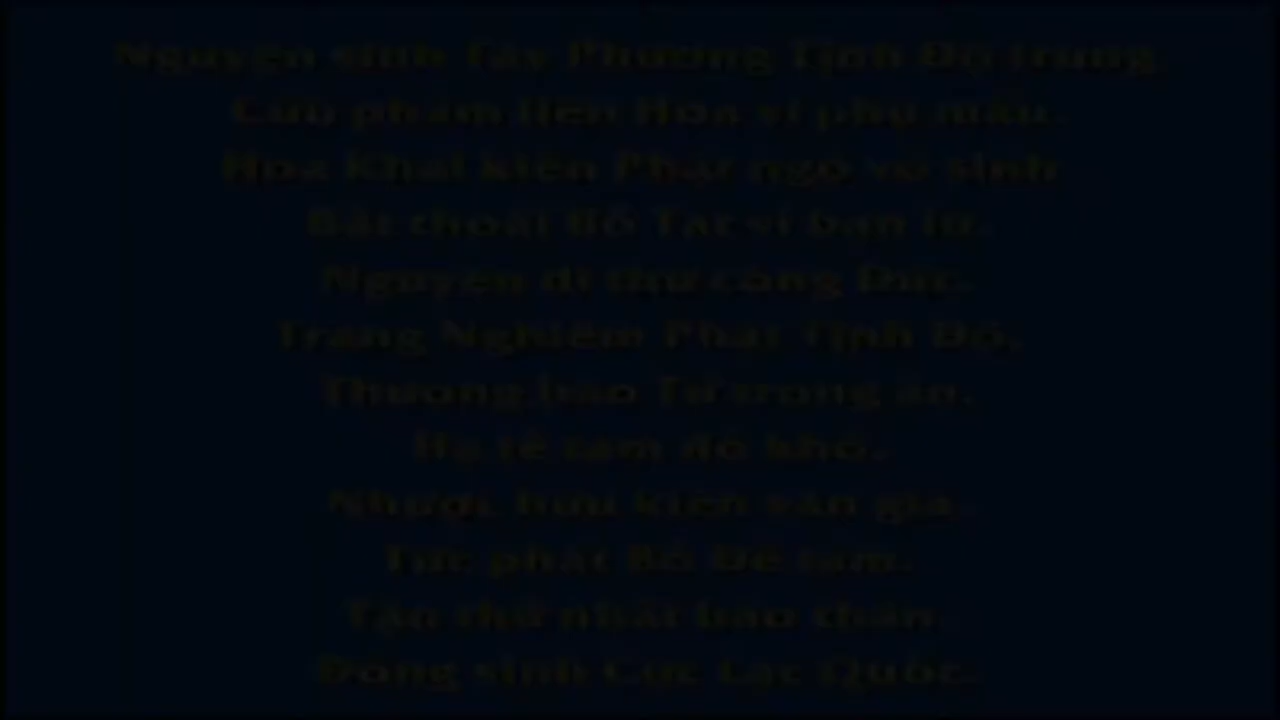 Nguyện sinh Tây Phương Tịnh Độ trung.
Cửu phẩm liên Hoa vi phụ mẫu.
Hoa Khai kiến Phật ngộ vô sinh
Bất thoái Bồ Tát vi bạn lữ.
Nguyện dĩ thử công Đức.
Trang Nghiêm Phật Tịnh Độ,
Thượng báo Tứ trọng ân.
Hạ tế tam đồ khổ.
Nhược hữu kiến văn giả.
Tức phát Bồ Đề tâm.
Tận thử nhất báo thân
Đồng sinh Cực Lạc Quốc.